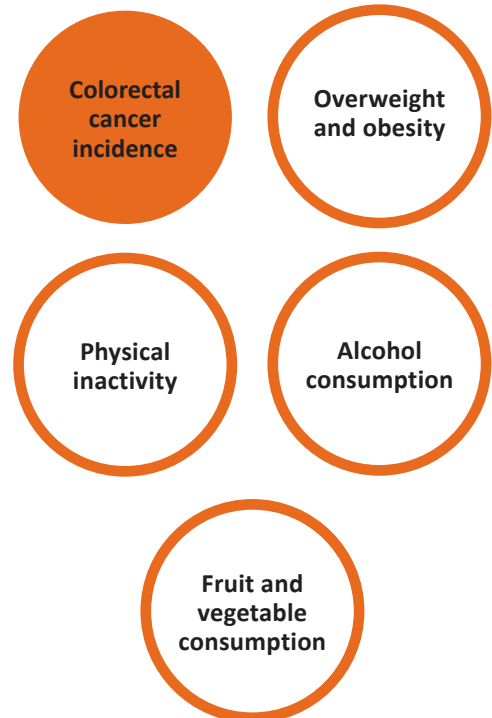 Colorectal
cancer
incidence
Overweight
and obesity
Physical
inactivity
Alcohol
consumption
Fruit and
vegetable
consumption